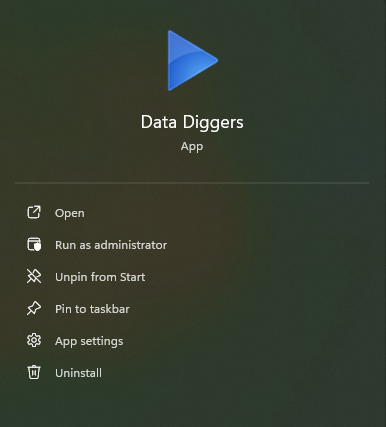 Data Diggers
App
Open
Run as administrator
Unpin from Start
Pin to taskbar
App settings
Uninstall